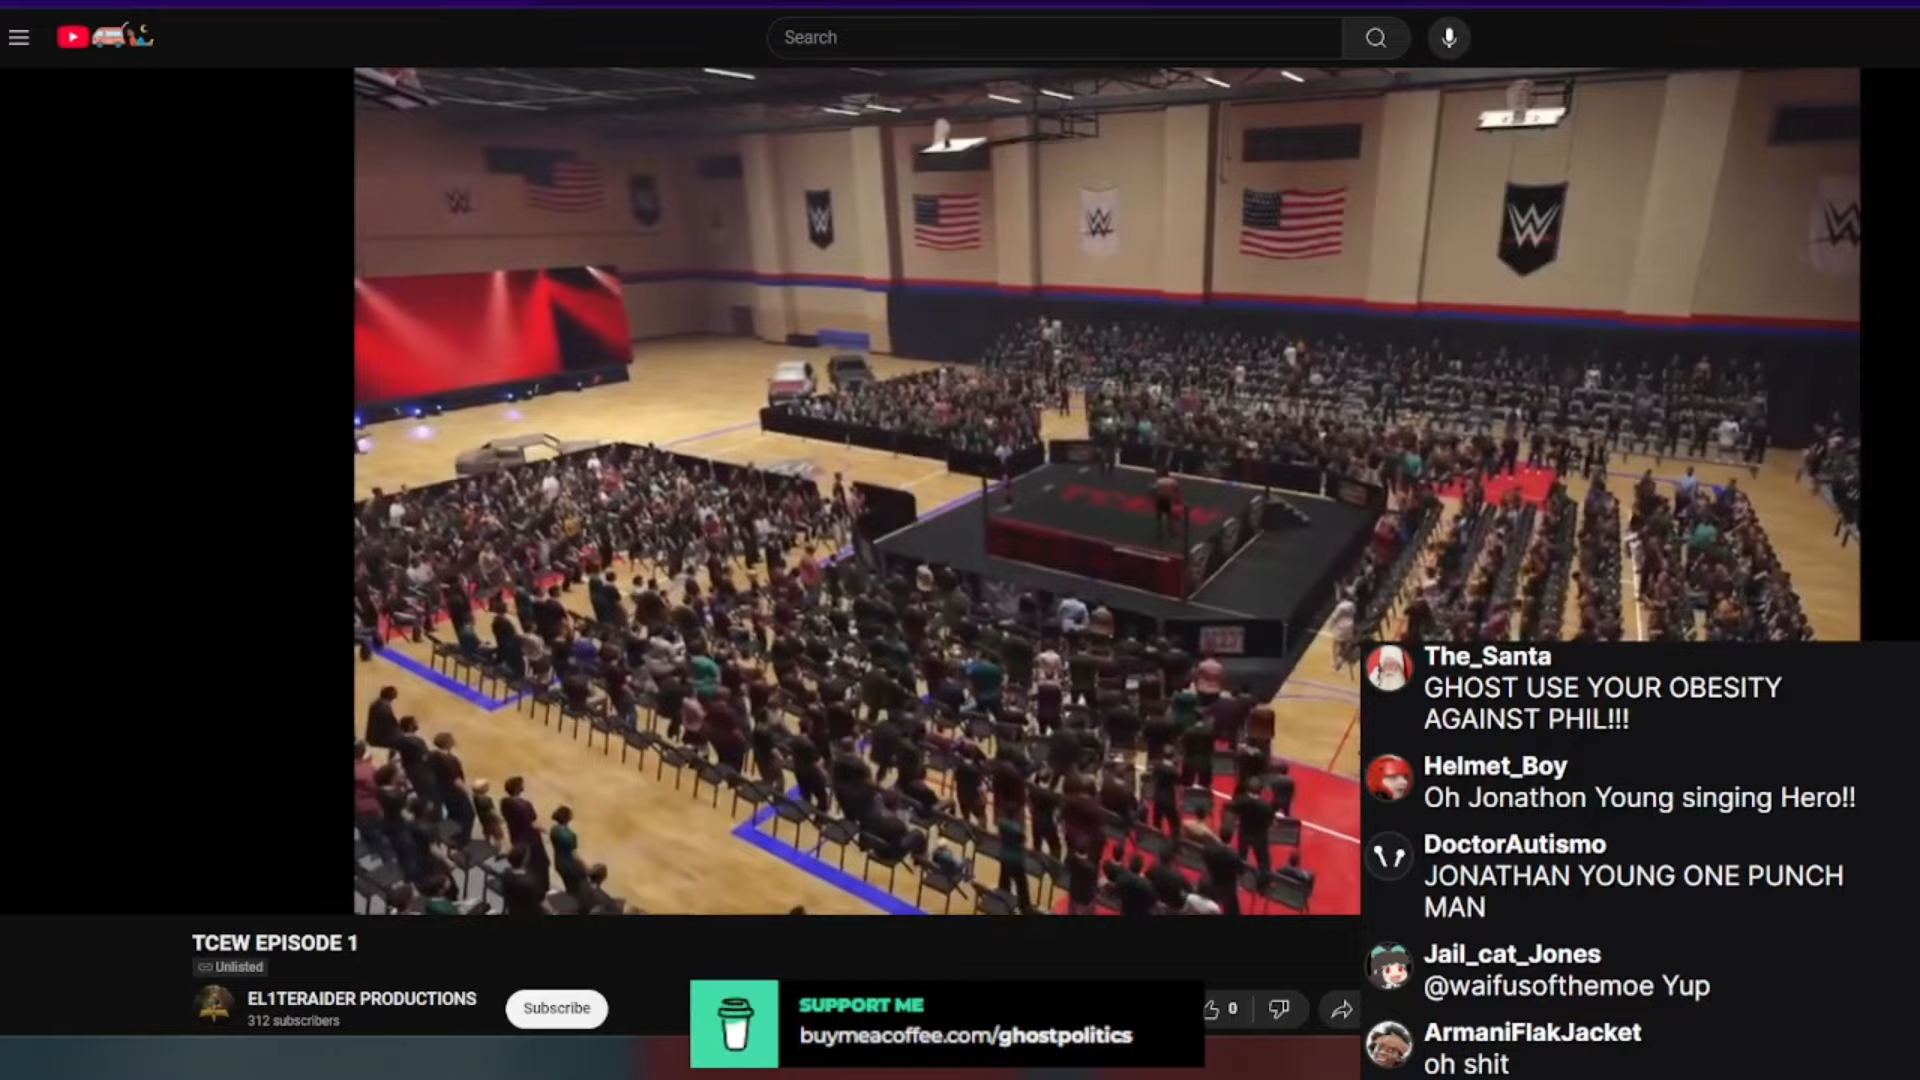 Search
TCEW
The_Santa
GHOST USE YOUR OBESITY
AGAINST PHIL!!!
Helmet_Boy
Oh Jonathon Young singing Hero!!
DoctorAutismo
JONATHAN YOUNG ONE PUNCH
MAN
Jail_cat_Jones
@waifusofthemoe Yup
ArmaniFlakJacket
oh shit
TCEW EPISODE 1
Unlisted
EL1TERAIDER PRODUCTIONS
312 subscribers
Subscribe
SUPPORT ME
buymeacoffee.com/ghostpolitics
0